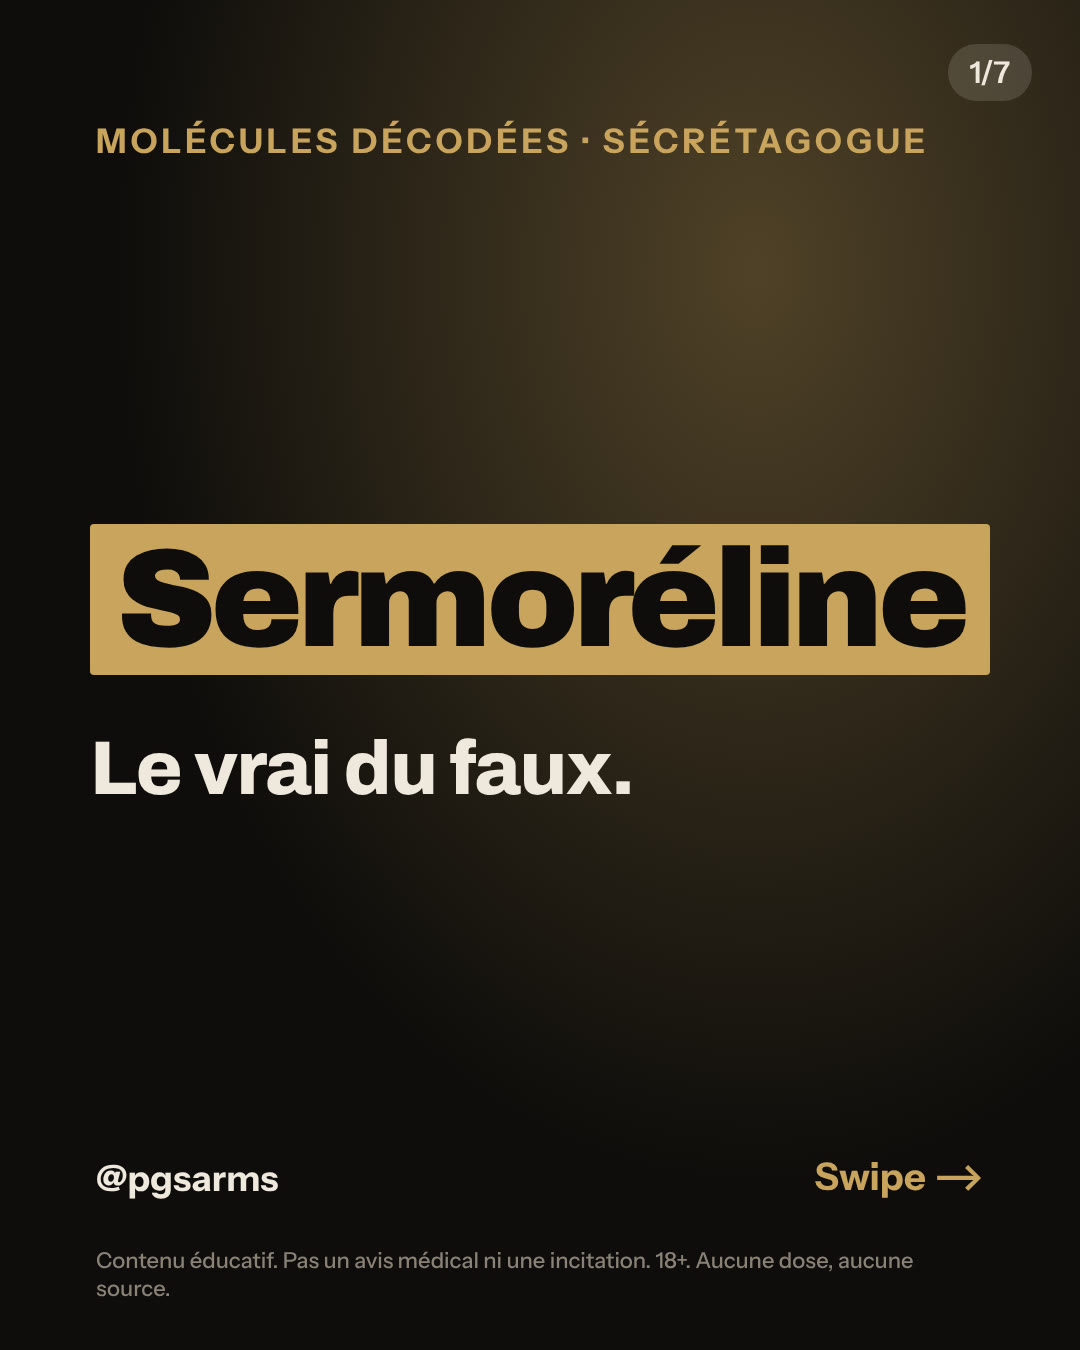 1/7
MOLÉCULES DÉCODÉES · SÉCRÉTAGOGUE
Sermoréline
Le vrai du faux.
@pgsarms
Swipe →
Contenu éducatif. Pas un avis médical ni une incitation. 18+. Aucune dose, aucune
source.